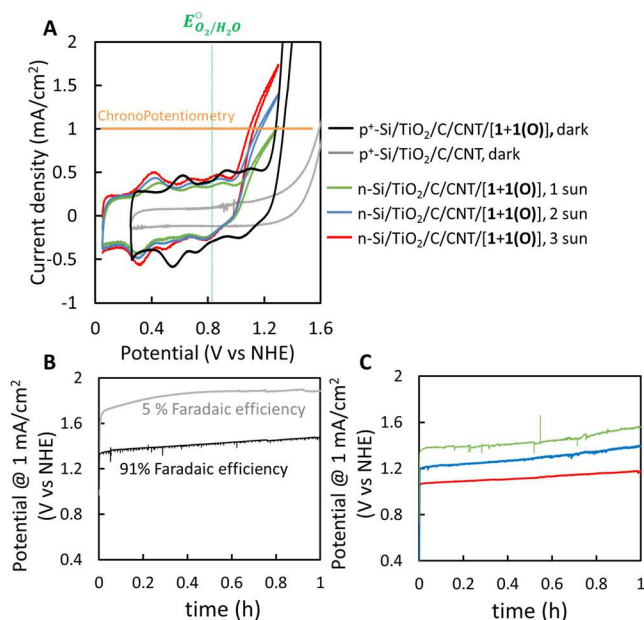 A
E°O₂/H₂O
Current density (mA/cm²)
2
1.5
1
0.5
0
-0.5
-1
ChronoPotentiometry
0
0.4
0.8
1.2
1.6
Potential (V vs NHE)
p⁺-Si/TiO₂/C/CNT/[1+1(O)], dark
p⁺-Si/TiO₂/C/CNT, dark
n-Si/TiO₂/C/CNT/[1+1(O)], 1 sun
n-Si/TiO₂/C/CNT/[1+1(O)], 2 sun
n-Si/TiO₂/C/CNT/[1+1(O)], 3 sun
B
Potential @ 1 mA/cm²
(V vs NHE)
2
1.6
1.2
0.8
0.4
5 % Faradaic efficiency
91% Faradaic efficiency
0
0.2
0.4
0.6
0.8
1
time (h)
C
Potential @ 1 mA/cm²
(V vs NHE)
2
1.6
1.2
0.8
0.4
0
0.2
0.4
0.6
0.8
1
time (h)